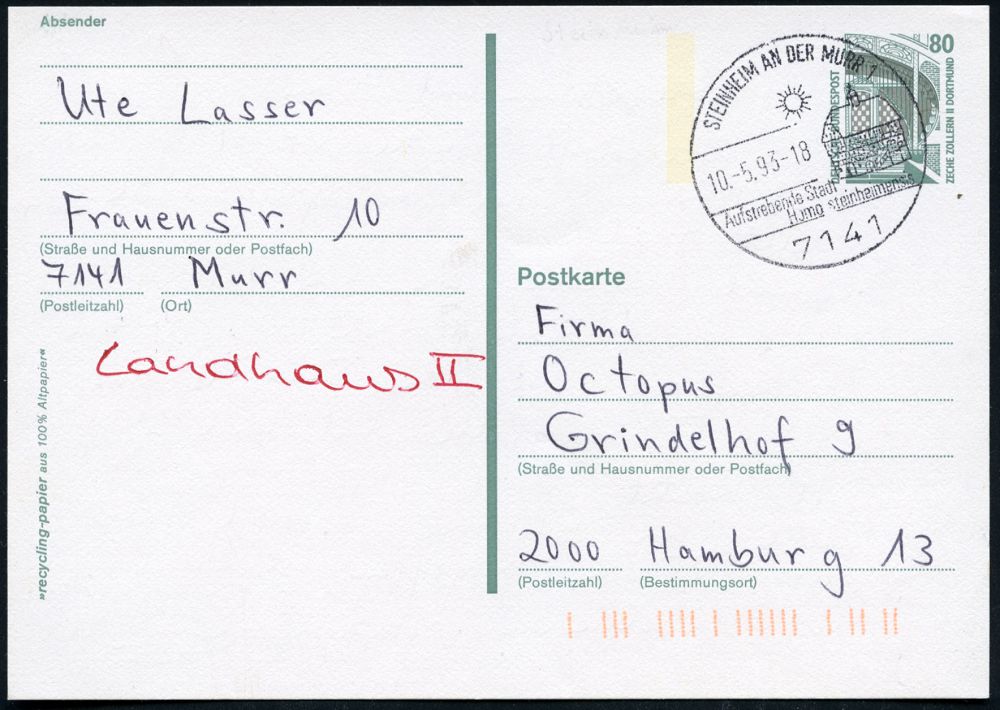 Absender
Ute Lasser
Frauenstr. 10
(Straße und Hausnummer oder Postfach)
7141 Murr
(Postleitzahl) (Ort)
Landhaus II
»recycling-papier aus 100% Altpapier«
STEINHEIM AN DER MURR 1
10.-5.93-18
Aufstrebende Stadt
Homo steinheimensis
7141
80
DEUTSCHE BUNDESPOST
ZECHE ZOLLERN II DORTMUND
Postkarte
Firma
Octopus
Grindelhof 9
(Straße und Hausnummer oder Postfach)
2000 Hamburg 13
(Postleitzahl) (Bestimmungsort)